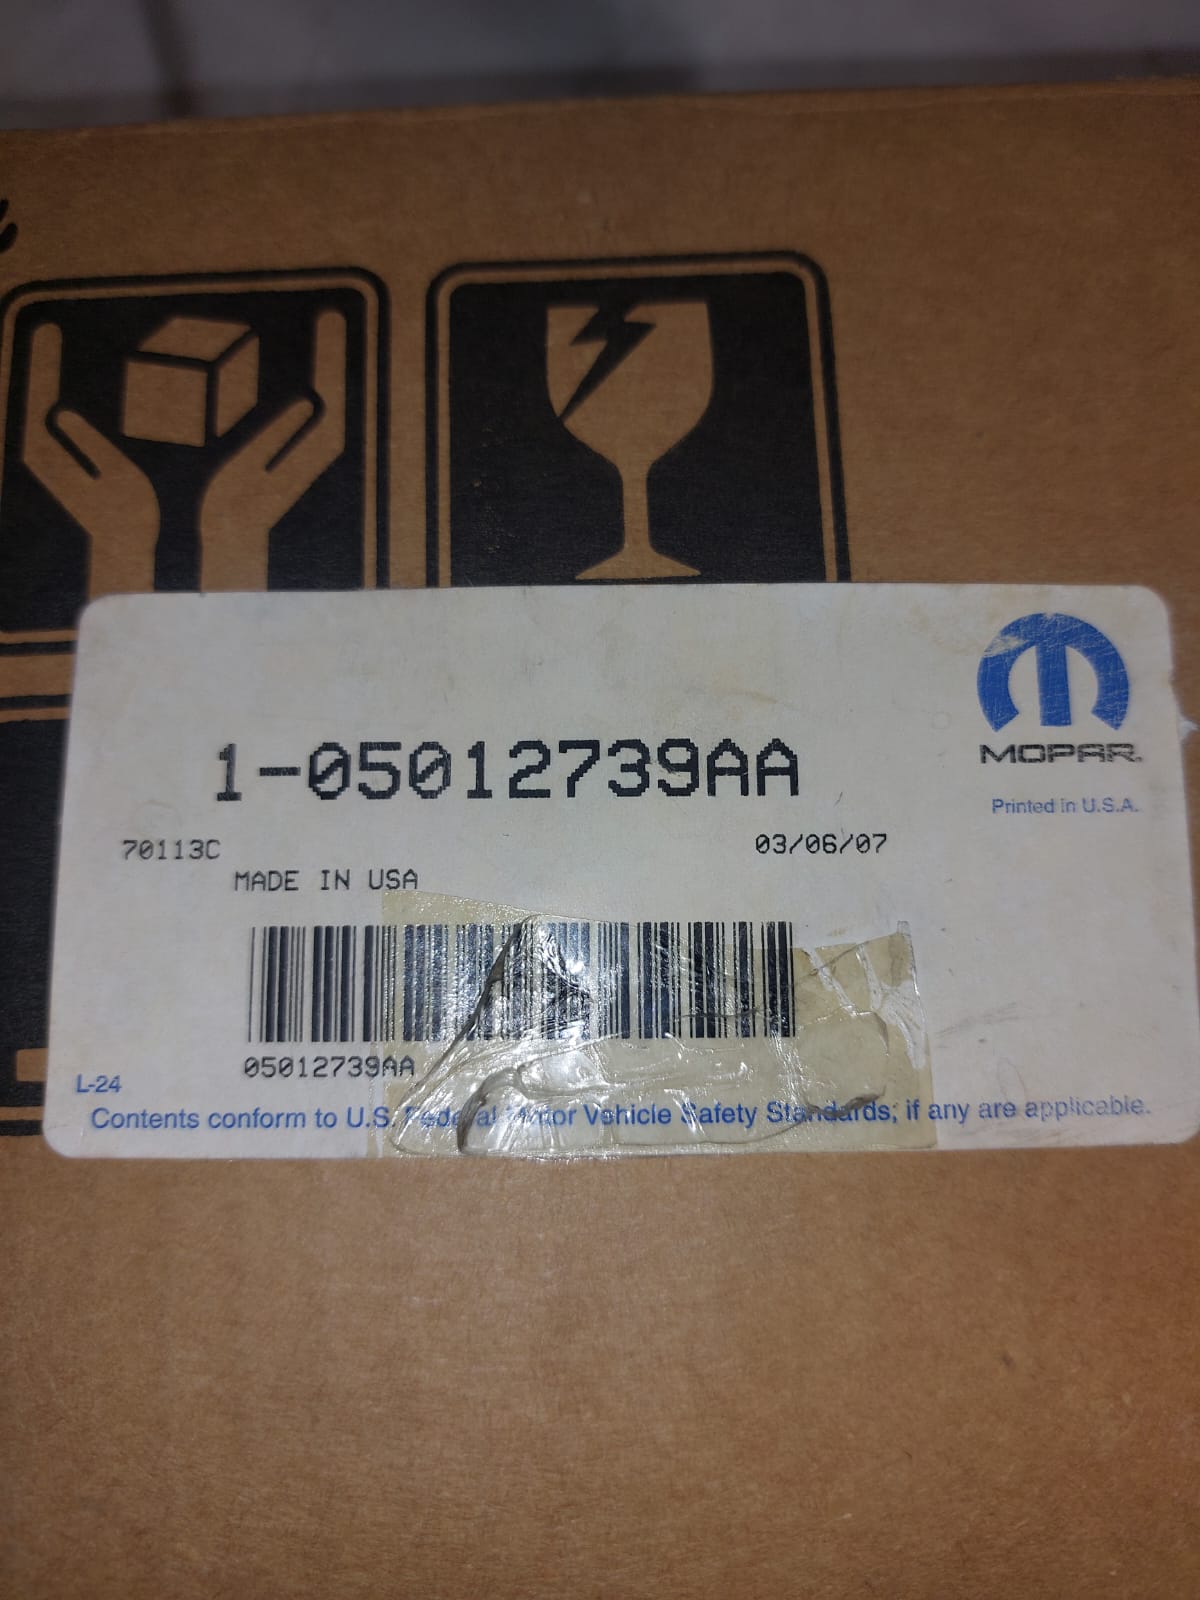 MOPAR
1-05012739AA
Printed in U.S.A.
70113C
03/06/07
MADE IN USA
05012739AA
L-24
Contents conform to U.S. Federal Motor Vehicle Safety Standards, if any are applicable.